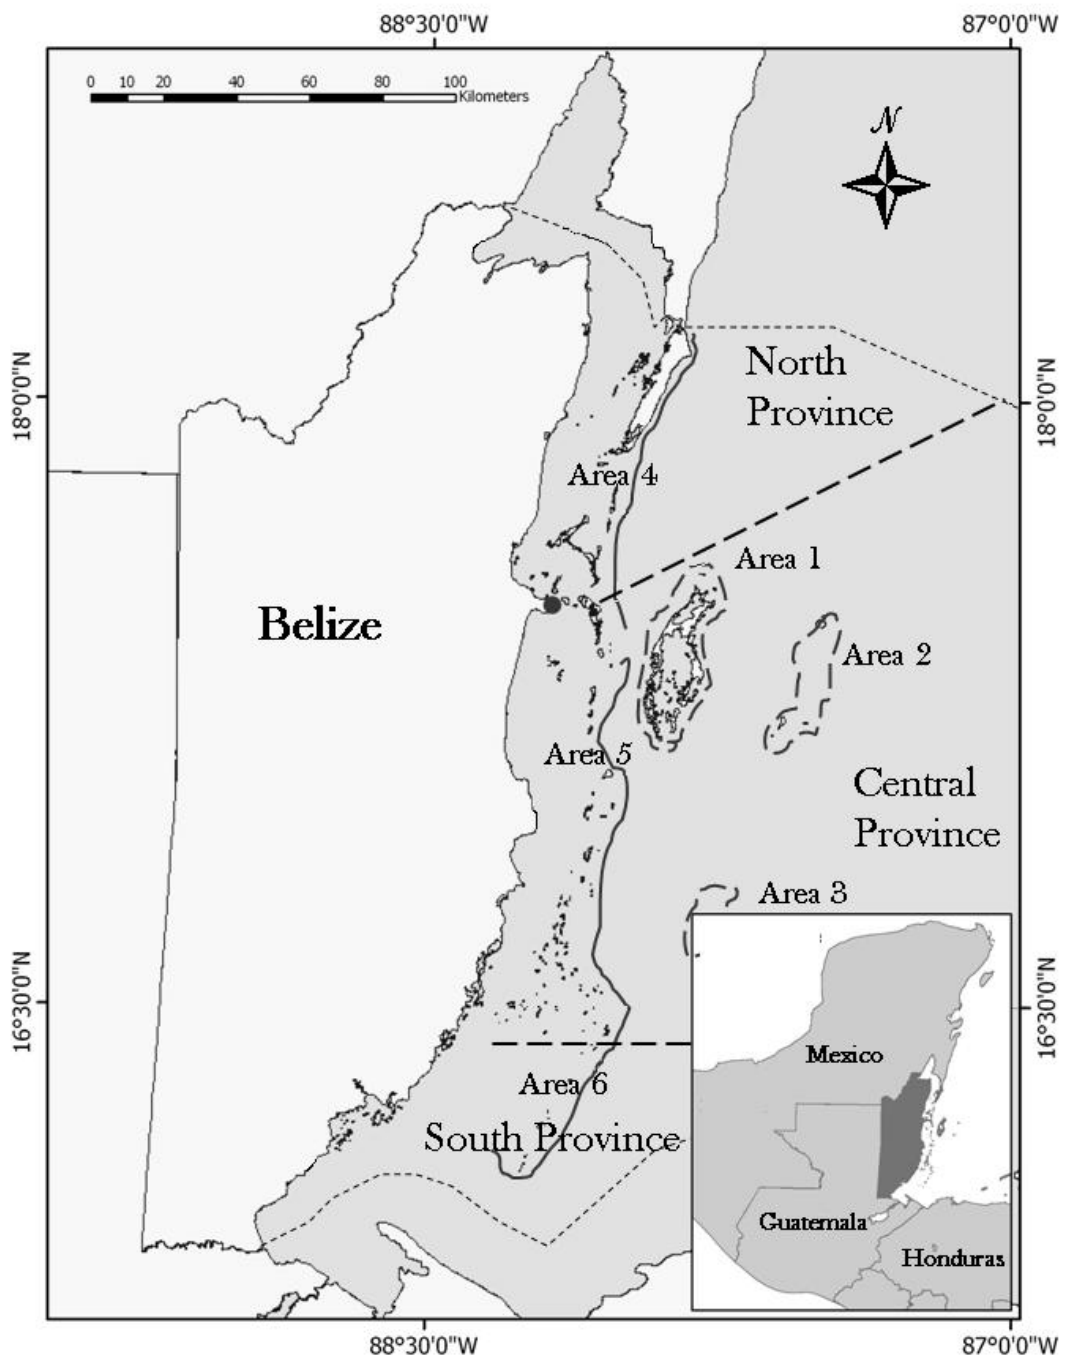 88°30'0"W
87°0'0"W
0 10 20 40 60 80 100
Kilometers
N
18°0'0"N
18°0'0"N
North
Province
Area 4
Area 1
Belize
Area 2
Area 5
Central
Province
Area 3
16°30'0"N
16°30'0"N
Mexico
Area 6
South Province
Guatemala
Honduras
88°30'0"W
87°0'0"W